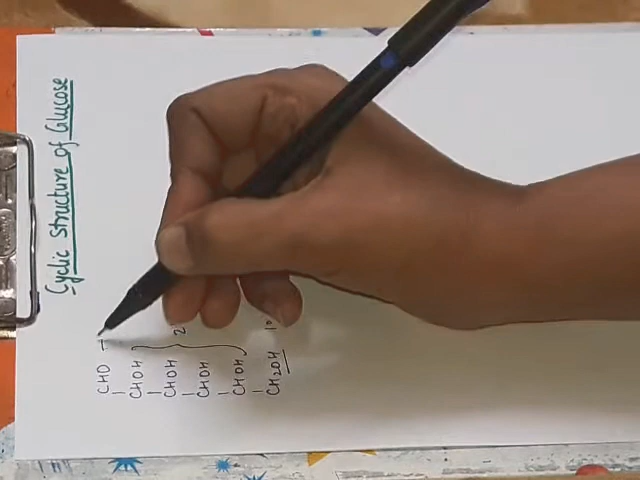 Cyclic Structure of Glucose
CHO —
|
CHOH
|
CHOH 2
|
CHOH
|
CHOH
|
CH2OH 1°